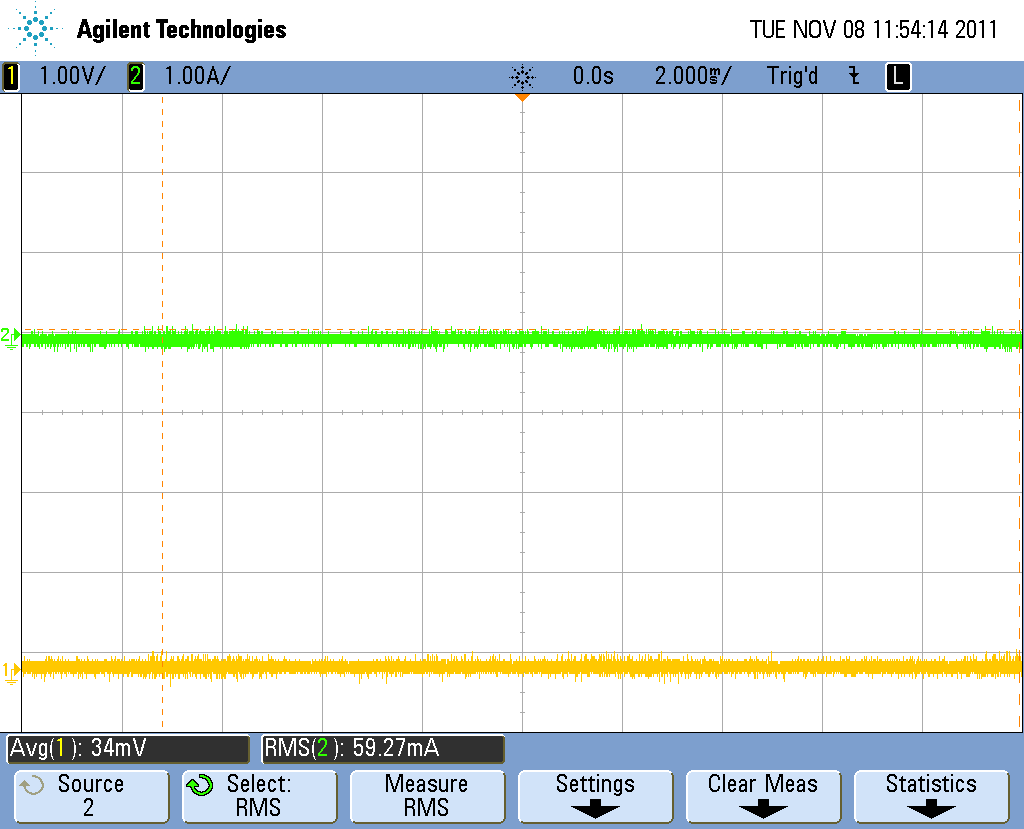 Agilent Technologies TUE NOV 08 11:54:14 2011
1 1.00V/ 2 1.00A/ 0.0s 2.000ms/ Trig'd L
2
1
Avg(1): 34mV RMS(2): 59.27mA
Source Select: Measure Settings Clear Meas Statistics
2 RMS RMS